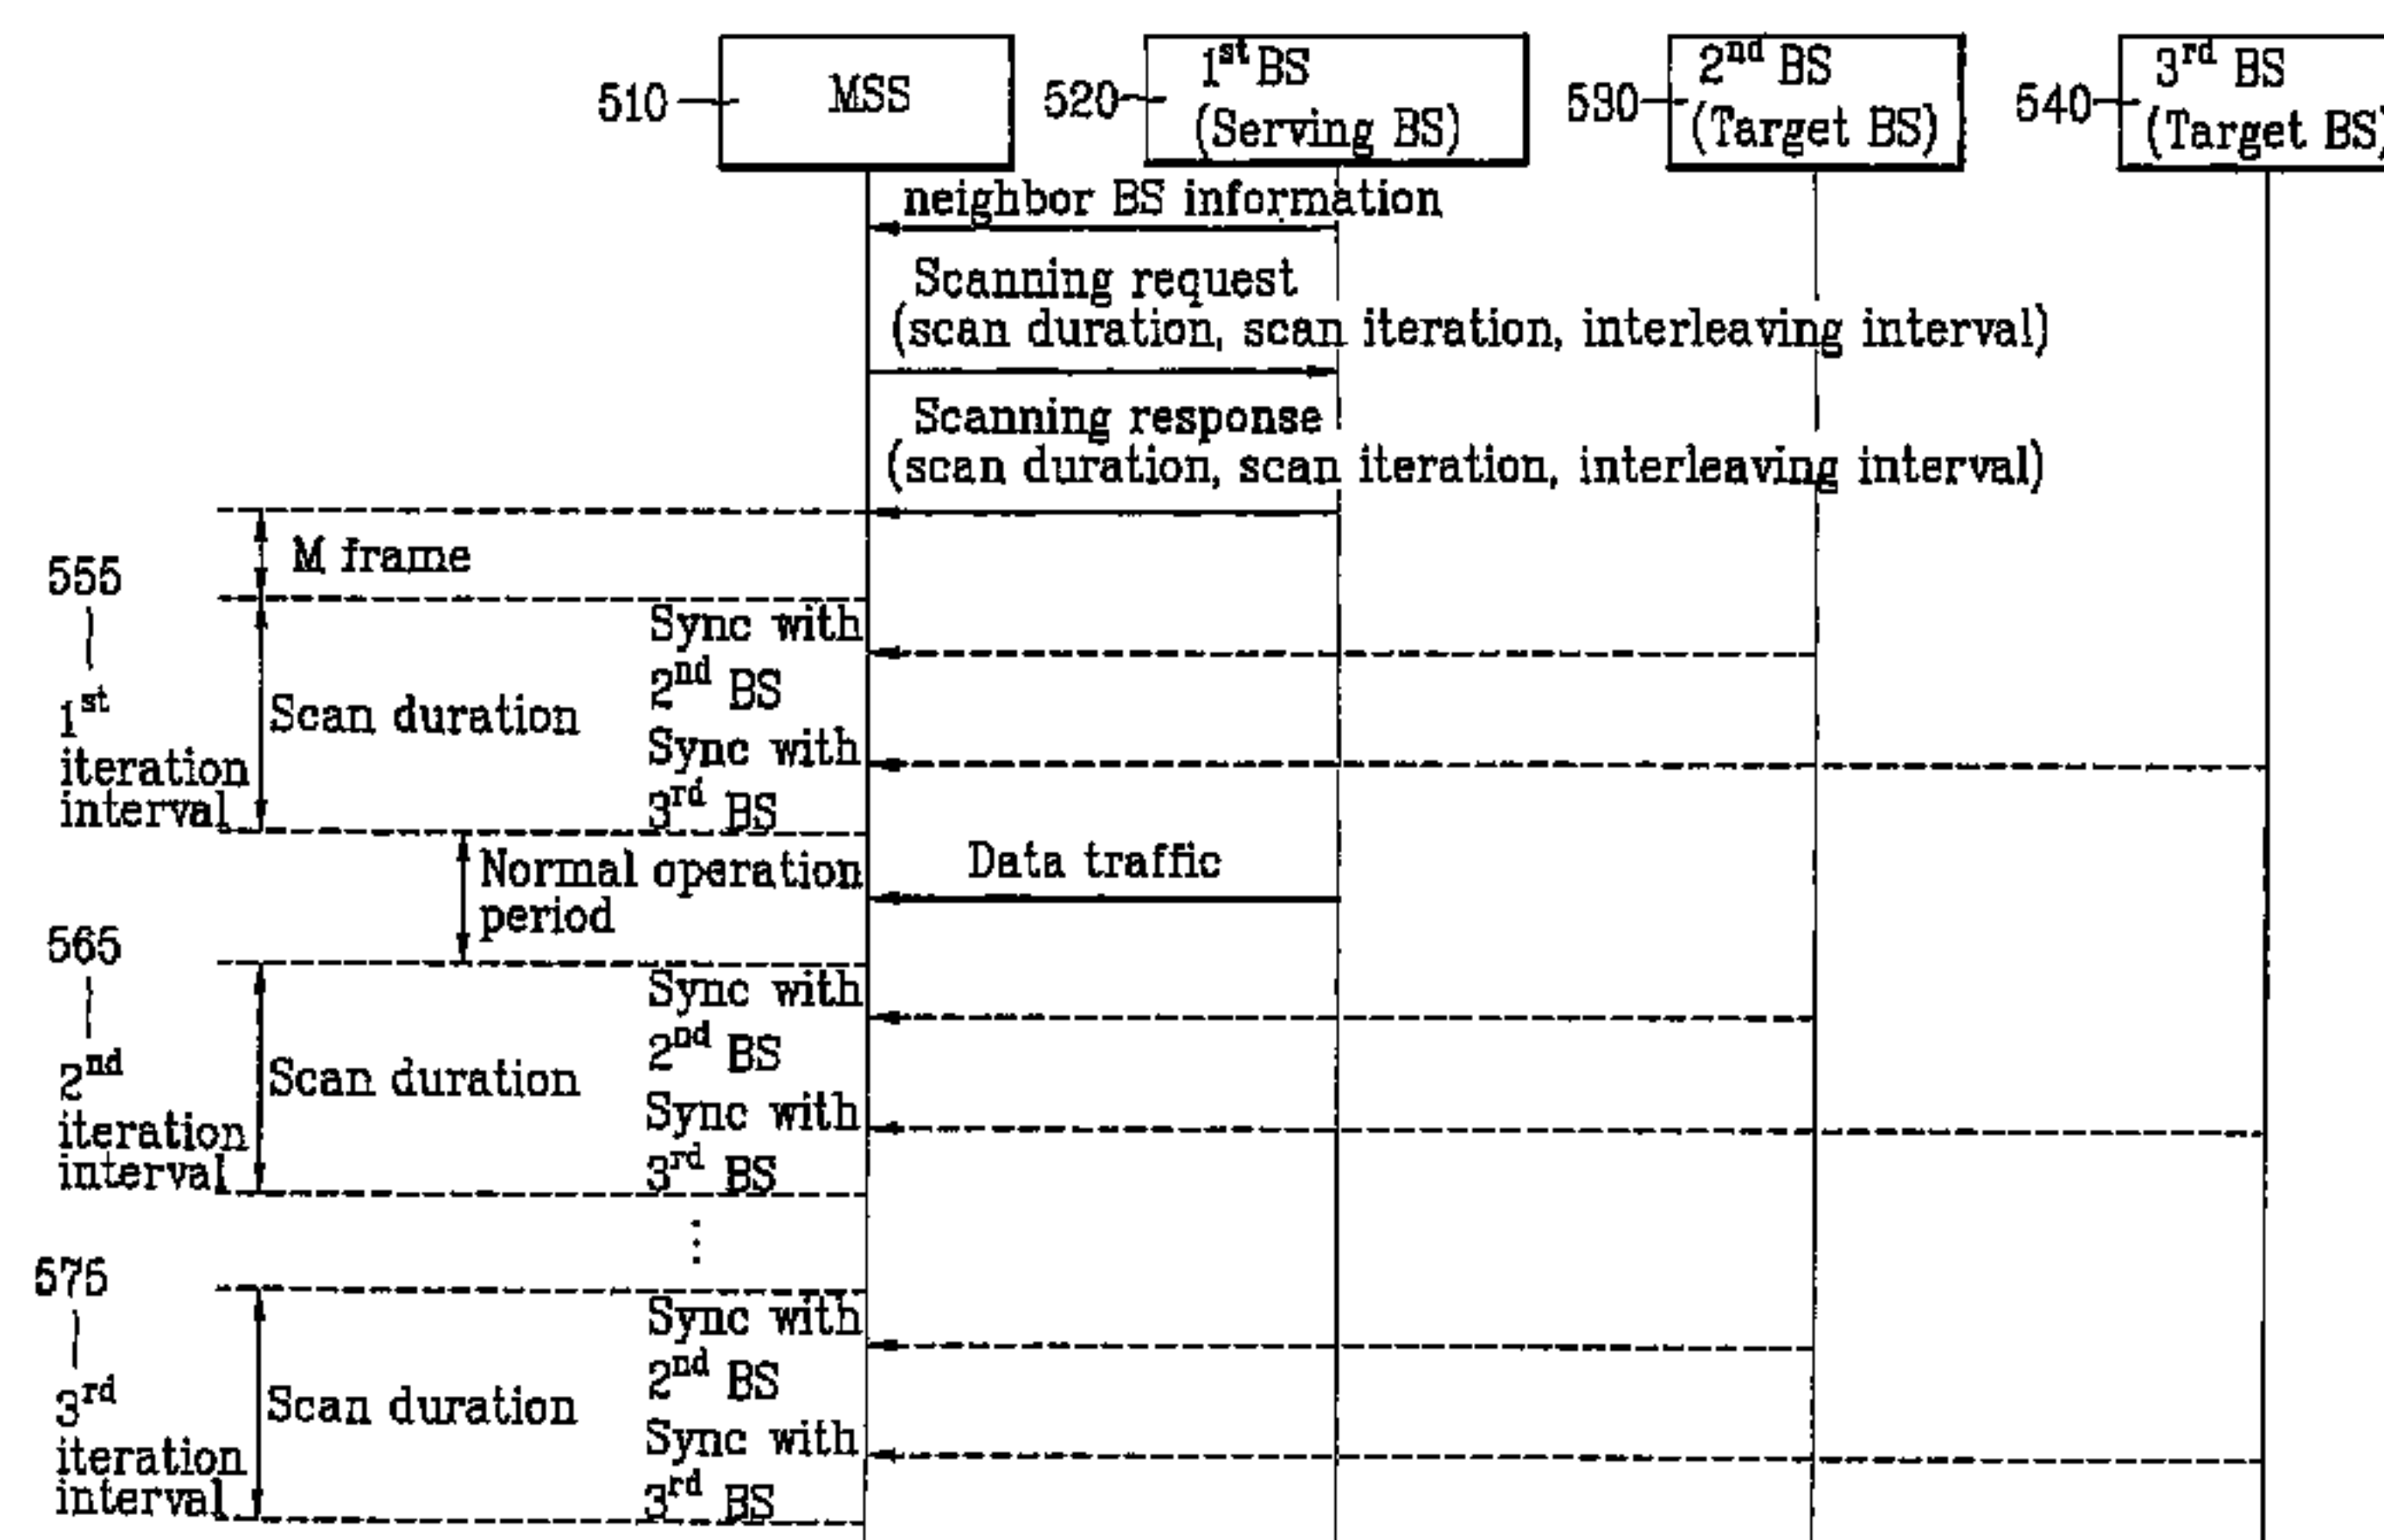 510
MSS
520
1st BS
(Serving BS)
530
2nd BS
(Target BS)
540
3rd BS
(Target BS)
neighbor BS information
Scanning request
(scan duration, scan iteration, interleaving interval)
Scanning response
(scan duration, scan iteration, interleaving interval)
M frame
555
1st
iteration
interval
Scan duration
Sync with
2nd BS
Sync with
3rd BS
Normal operation
period
Data traffic
565
2nd
iteration
interval
Scan duration
Sync with
2nd BS
Sync with
3rd BS
575
3rd
iteration
interval
Scan duration
Sync with
2nd BS
Sync with
3rd BS